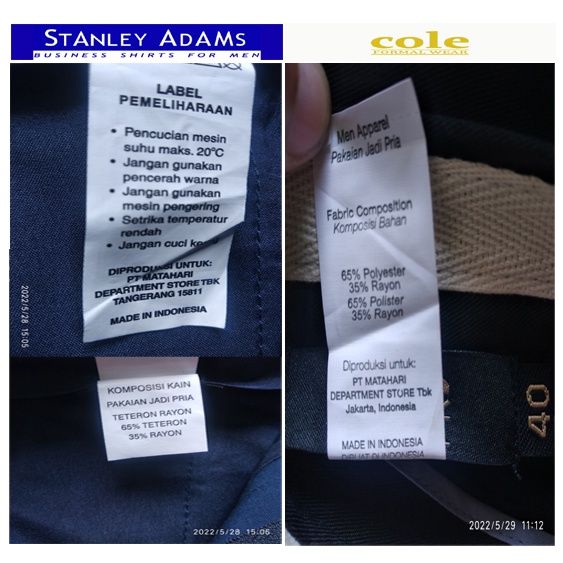 STANLEY ADAMS
BUSINESS SHIRTS FOR MEN
LABEL
PEMELIHARAAN
• Pencucian mesin
suhu maks. 20°C
• Jangan gunakan
pencerah warna
• Jangan gunakan
mesin pengering
• Setrika temperatur
rendah
• Jangan cuci
DIPRODUKSI UNTUK:
PT MATAHARI
DEPARTMENT STORE TBK
TANGERANG 15811
MADE IN INDONESIA
2022/5/28 15:05
KOMPOSISI KAIN
PAKAIAN JADI PRIA
TETERON RAYON
65% TETERON
35% RAYON
2022/5/28 15:06
cole
FORMAL WEAR
Men Apparel
Pakaian Jadi Pria
Fabric Composition
Komposisi Bahan
65% Polyester
35% Rayon
65% Polister
35% Rayon
Diproduksi untuk:
PT MATAHARI
DEPARTMENT STORE Tbk
Jakarta, Indonesia
MADE IN INDONESIA
DIBUAT DI INDONESIA
40
2022/5/29 11:12